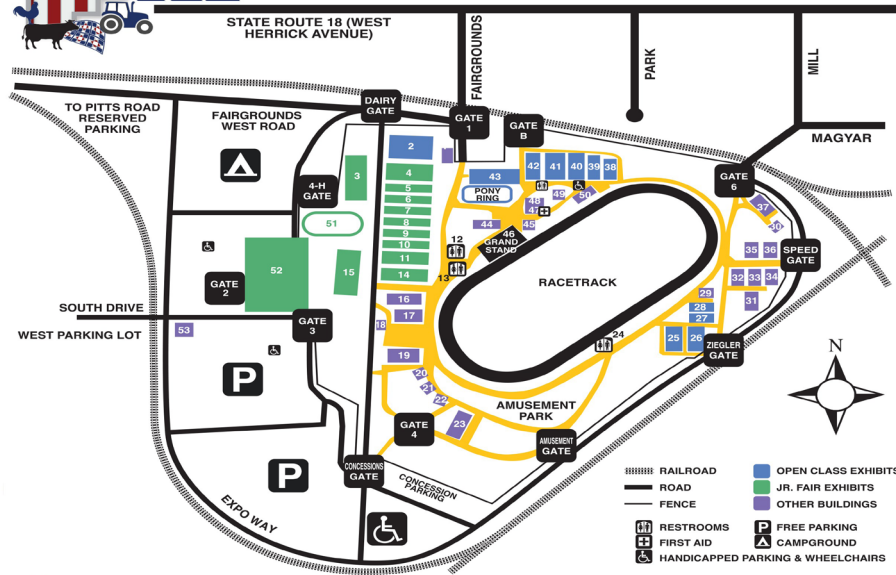 STATE ROUTE 18 (WEST
HERRICK AVENUE)
FAIRGROUNDS
PARK
MILL
MAGYAR
TO PITTS ROAD
RESERVED
PARKING
FAIRGROUNDS
WEST ROAD
DAIRY
GATE
GATE
1
GATE
B
GATE
6
4-H
GATE
2
3
4
5
6
7
8
9
10
11
14
15
51
52
43
PONY
RING
42
41
40
39
38
50
49
48
47
44
45
46
GRAND
STAND
12
13
37
30
35
36
SPEED
GATE
32
33
34
31
29
28
27
25
26
ZIEGLER
GATE
RACETRACK
24
GATE
2
SOUTH DRIVE
WEST PARKING LOT
53
GATE
3
16
17
18
19
20
21
22
23
GATE
4
AMUSEMENT
PARK
AMUSEMENT
GATE
CONCESSIONS
GATE
CONCESSION
PARKING
P
P
EXPO WAY
N
RAILROAD
ROAD
FENCE
OPEN CLASS EXHIBITS
JR. FAIR EXHIBITS
OTHER BUILDINGS
RESTROOMS
FIRST AID
HANDICAPPED PARKING & WHEELCHAIRS
P FREE PARKING
CAMPGROUND